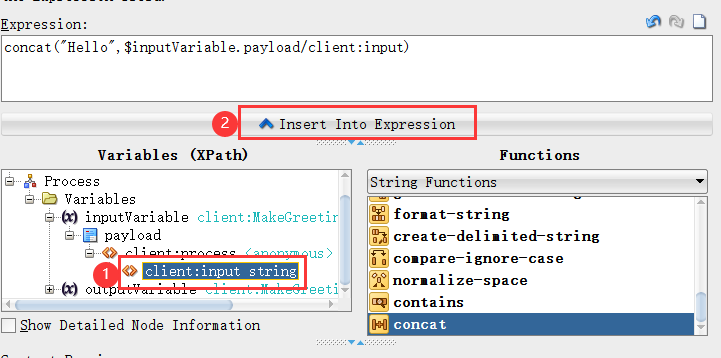 Expression:
concat("Hello",$inputVariable.payload/client:input)
2
Insert Into Expression
Variables (XPath)
Functions
Process
Variables
(x) inputVariable client:MakeGreetin
payload
client:process <anonymous>
1
client:input string
(x) outputVariable client:MakeGreeti
Show Detailed Node Information
String Functions
format-string
create-delimited-string
compare-ignore-case
normalize-space
contains
concat